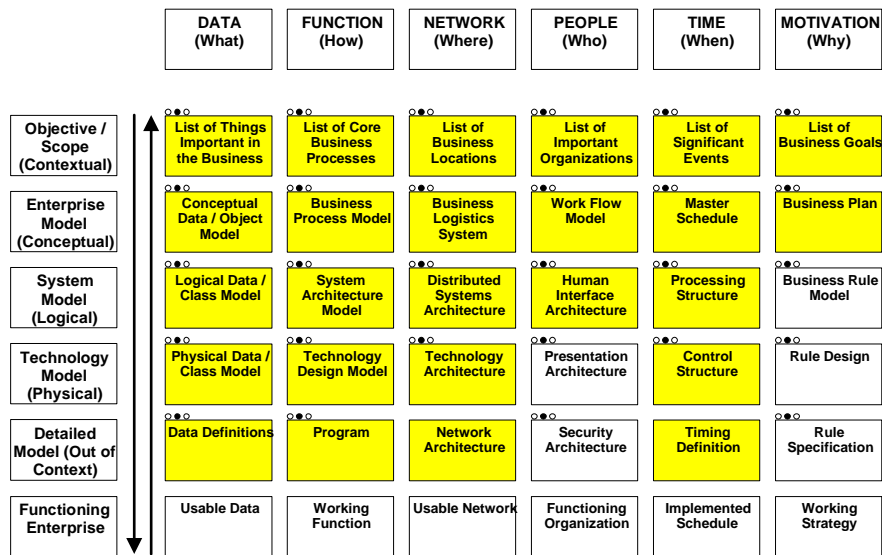 DATA
(What)
FUNCTION
(How)
NETWORK
(Where)
PEOPLE
(Who)
TIME
(When)
MOTIVATION
(Why)
Objective /
Scope
(Contextual)
List of Things
Important in
the Business
List of Core
Business
Processes
List of
Business
Locations
List of
Important
Organizations
List of
Significant
Events
List of
Business Goals
Enterprise
Model
(Conceptual)
Conceptual
Data / Object
Model
Business
Process Model
Business
Logistics
System
Work Flow
Model
Master
Schedule
Business Plan
System
Model
(Logical)
Logical Data /
Class Model
System
Architecture
Model
Distributed
Systems
Architecture
Human
Interface
Architecture
Processing
Structure
Business Rule
Model
Technology
Model
(Physical)
Physical Data /
Class Model
Technology
Design Model
Technology
Architecture
Presentation
Architecture
Control
Structure
Rule Design
Detailed
Model (Out of
Context)
Data Definitions
Program
Network
Architecture
Security
Architecture
Timing
Definition
Rule
Specification
Functioning
Enterprise
Usable Data
Working
Function
Usable Network
Functioning
Organization
Implemented
Schedule
Working
Strategy